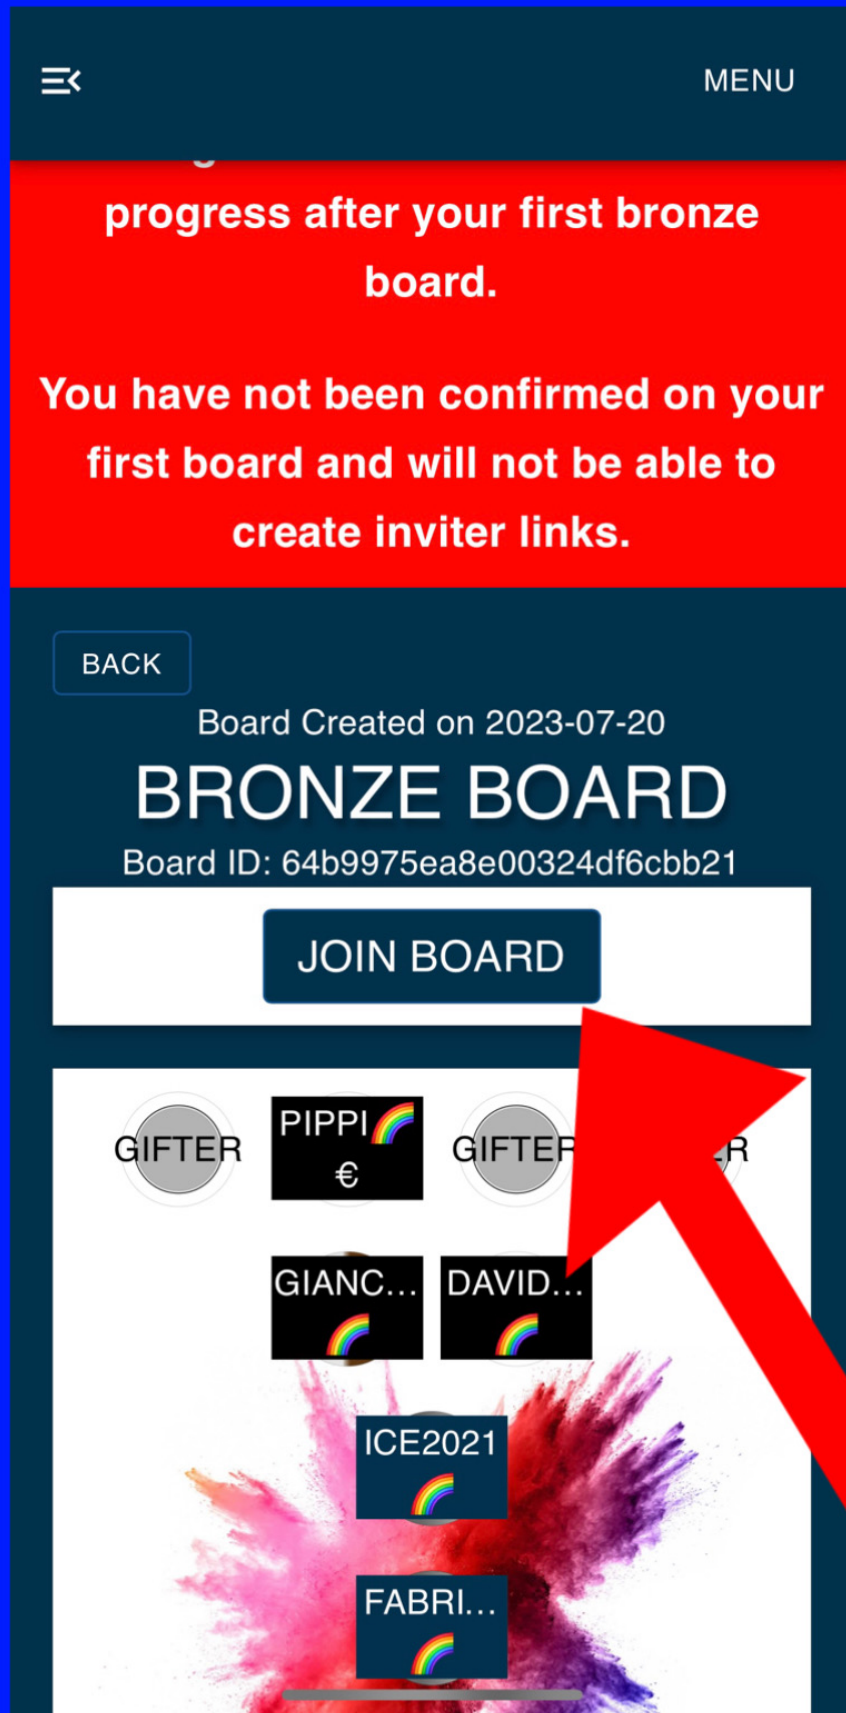 MENU
progress after your first bronze
board.
You have not been confirmed on your
first board and will not be able to
create inviter links.
BACK
Board Created on 2023-07-20
BRONZE BOARD
Board ID: 64b9975ea8e00324df6cbb21
JOIN BOARD
GIFTER PIPPI🌈 GIFTER
€
GIANC... DAVID...
🌈 🌈
ICE2021
🌈
FABRI...
🌈